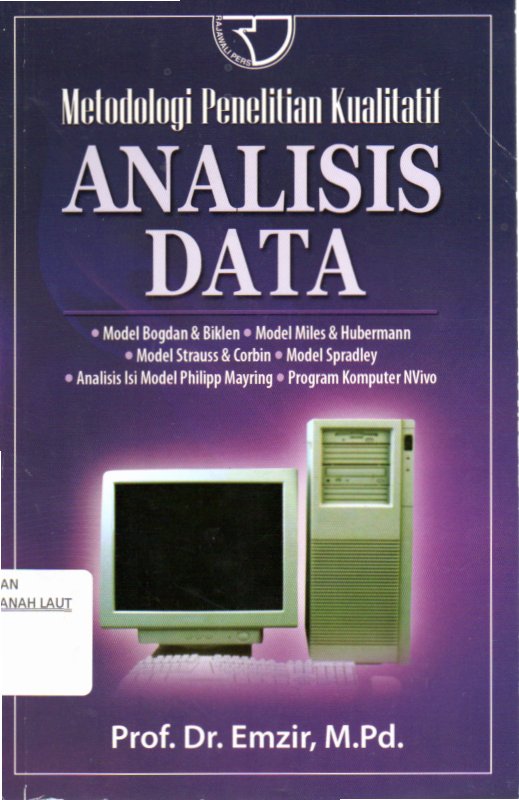 RAJAWALI PERS
Metodologi Penelitian Kualitatif
ANALISIS
DATA
• Model Bogdan & Biklen • Model Miles & Hubermann
• Model Strauss & Corbin • Model Spradley
• Analisis Isi Model Philipp Mayring • Program Komputer NVivo
AN
ANAH LAUT
Prof. Dr. Emzir, M.Pd.